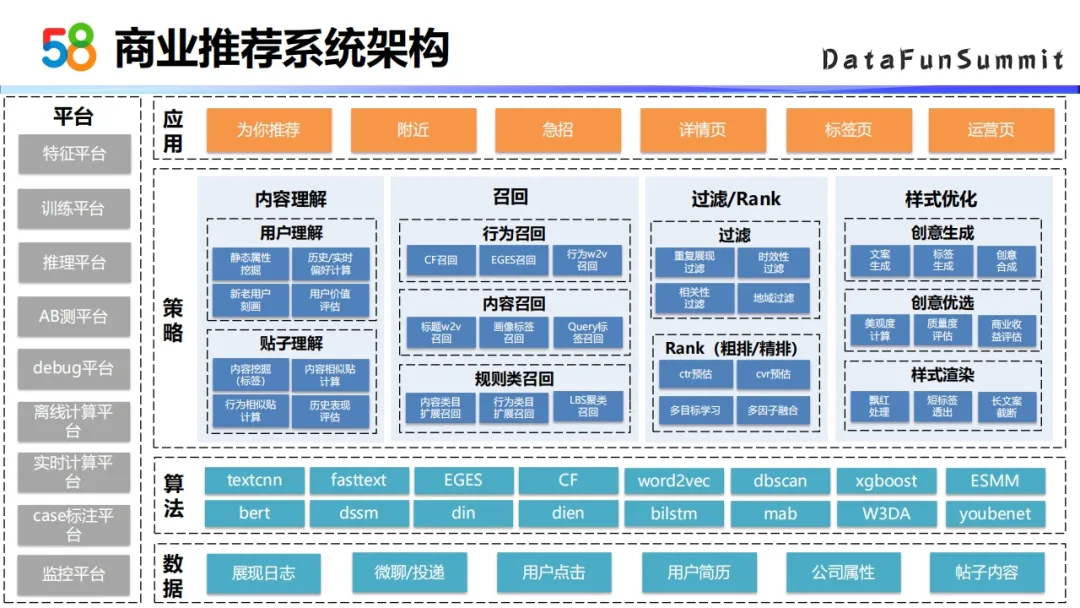 58 商业推荐系统架构
DataFunSummit
平台
特征平台
训练平台
推理平台
AB测平台
debug平台
离线计算平
台
实时计算平
台
case标注平
台
监控平台
应
用
为你推荐
附近
急招
详情页
标签页
运营页
策
略
内容理解
用户理解
静态属性
挖掘
历史/实时
偏好计算
新老用户
刻画
用户价值
评估
贴子理解
内容挖掘
(标签)
内容相似贴
计算
行为相似贴
计算
历史表现
评估
召回
行为召回
CF召回
EGES召回
行为w2v
召回
内容召回
标题w2v
召回
画像标签
召回
Query标
签召回
规则类召回
内容类目
扩展召回
行为类目
扩展召回
LBS聚类
召回
过滤/Rank
过滤
重复展现
过滤
时效性
过滤
相关性
过滤
地域过滤
Rank（粗排/精排）
ctr预估
cvr预估
多目标学习
多因子融合
样式优化
创意生成
文案
生成
标签
生成
创意
合成
创意优选
美观度
计算
质量度
评估
商业收
益评估
样式渲染
飘红
处理
短标签
透出
长文案
截断
算
法
textcnn
fasttext
EGES
CF
word2vec
dbscan
xgboost
ESMM
bert
dssm
din
dien
bilstm
mab
W3DA
youbenet
数
据
展现日志
微聊/投递
用户点击
用户简历
公司属性
帖子内容